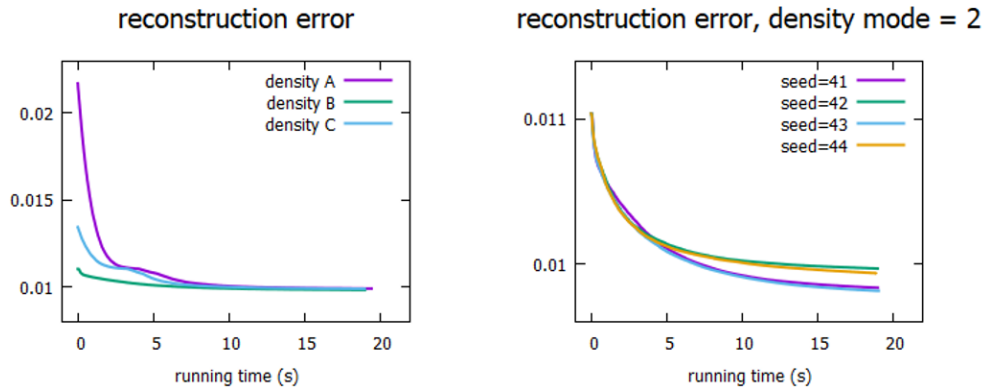 reconstruction error
density A
density B
density C
0.02
0.015
0.01
0
5
10
15
20
running time (s)
reconstruction error, density mode = 2
seed=41
seed=42
seed=43
seed=44
0.011
0.01
0
5
10
15
20
running time (s)